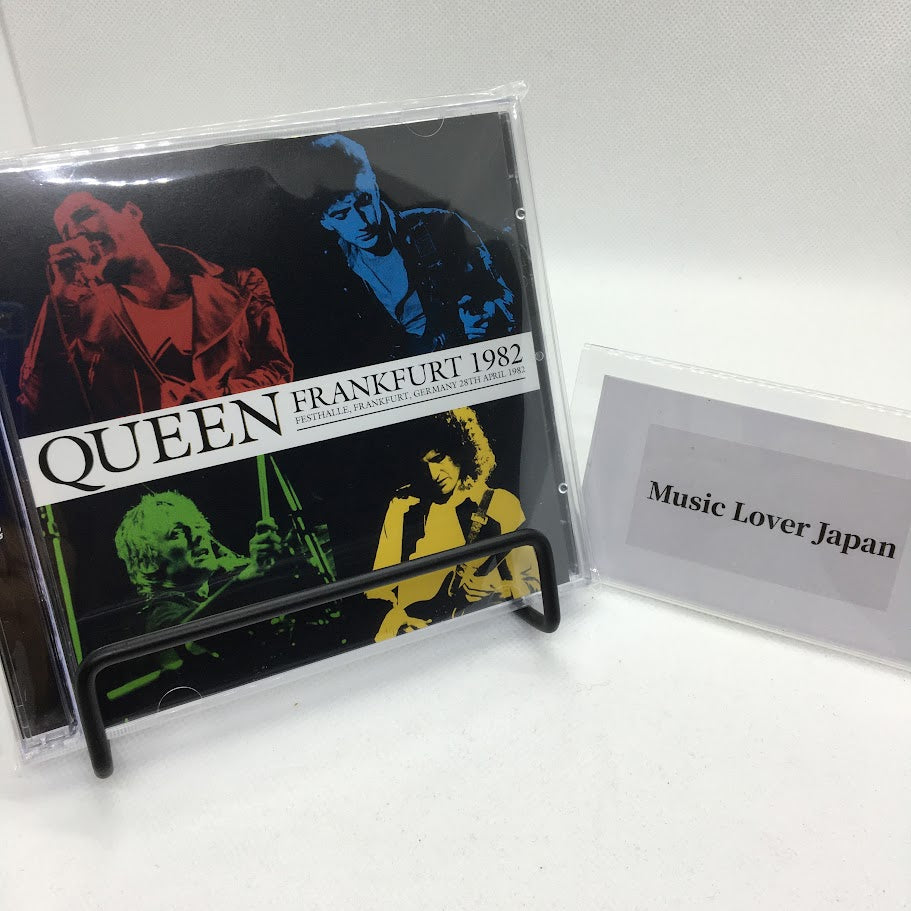 QUEEN
FRANKFURT 1982
FESTHALLE, FRANKFURT, GERMANY 28TH APRIL 1982
Music Lover Japan